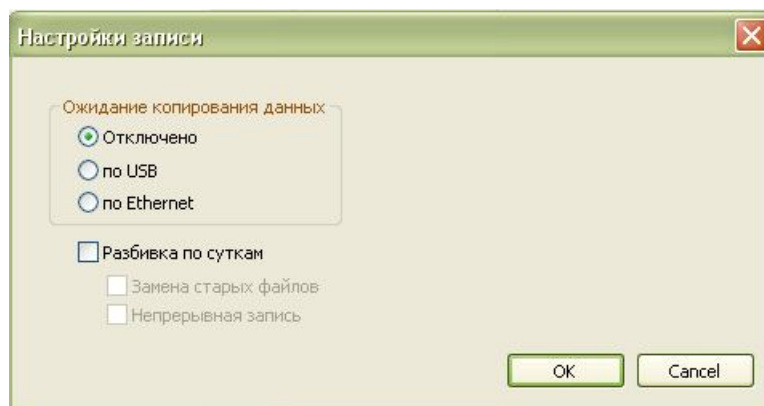 Настройки записи
Ожидание копирования данных
Отключено
по USB
по Ethernet
Разбивка по суткам
Замена старых файлов
Непрерывная запись
OK Cancel